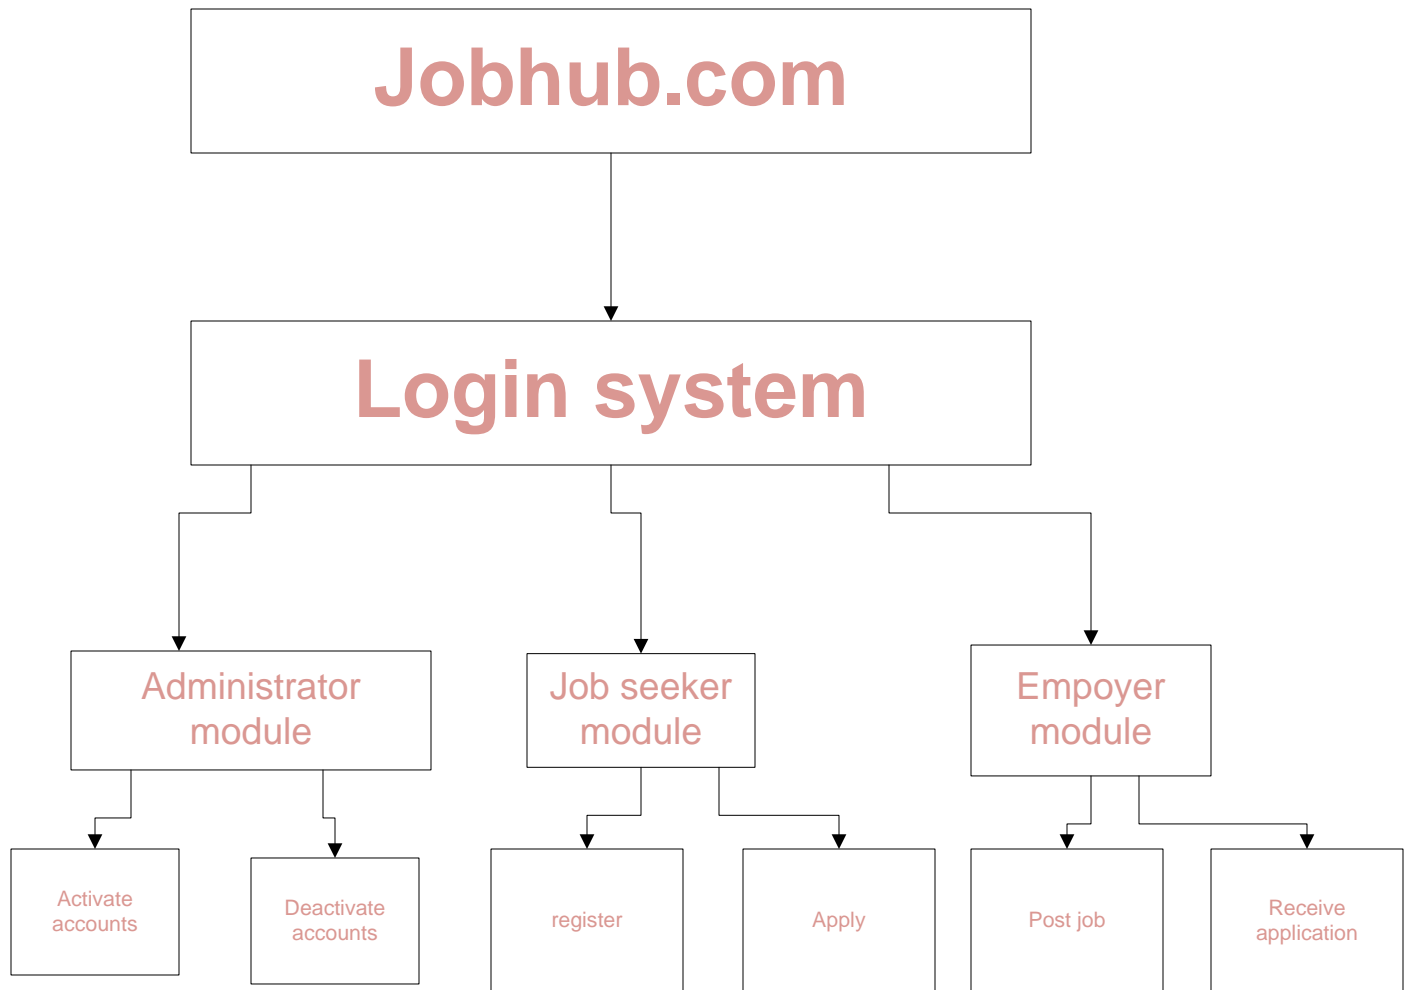 Jobhub.com
Login system
Administrator
module
Job seeker
module
Empoyer
module
Activate
accounts
Deactivate
accounts
register
Apply
Post job
Receive
application